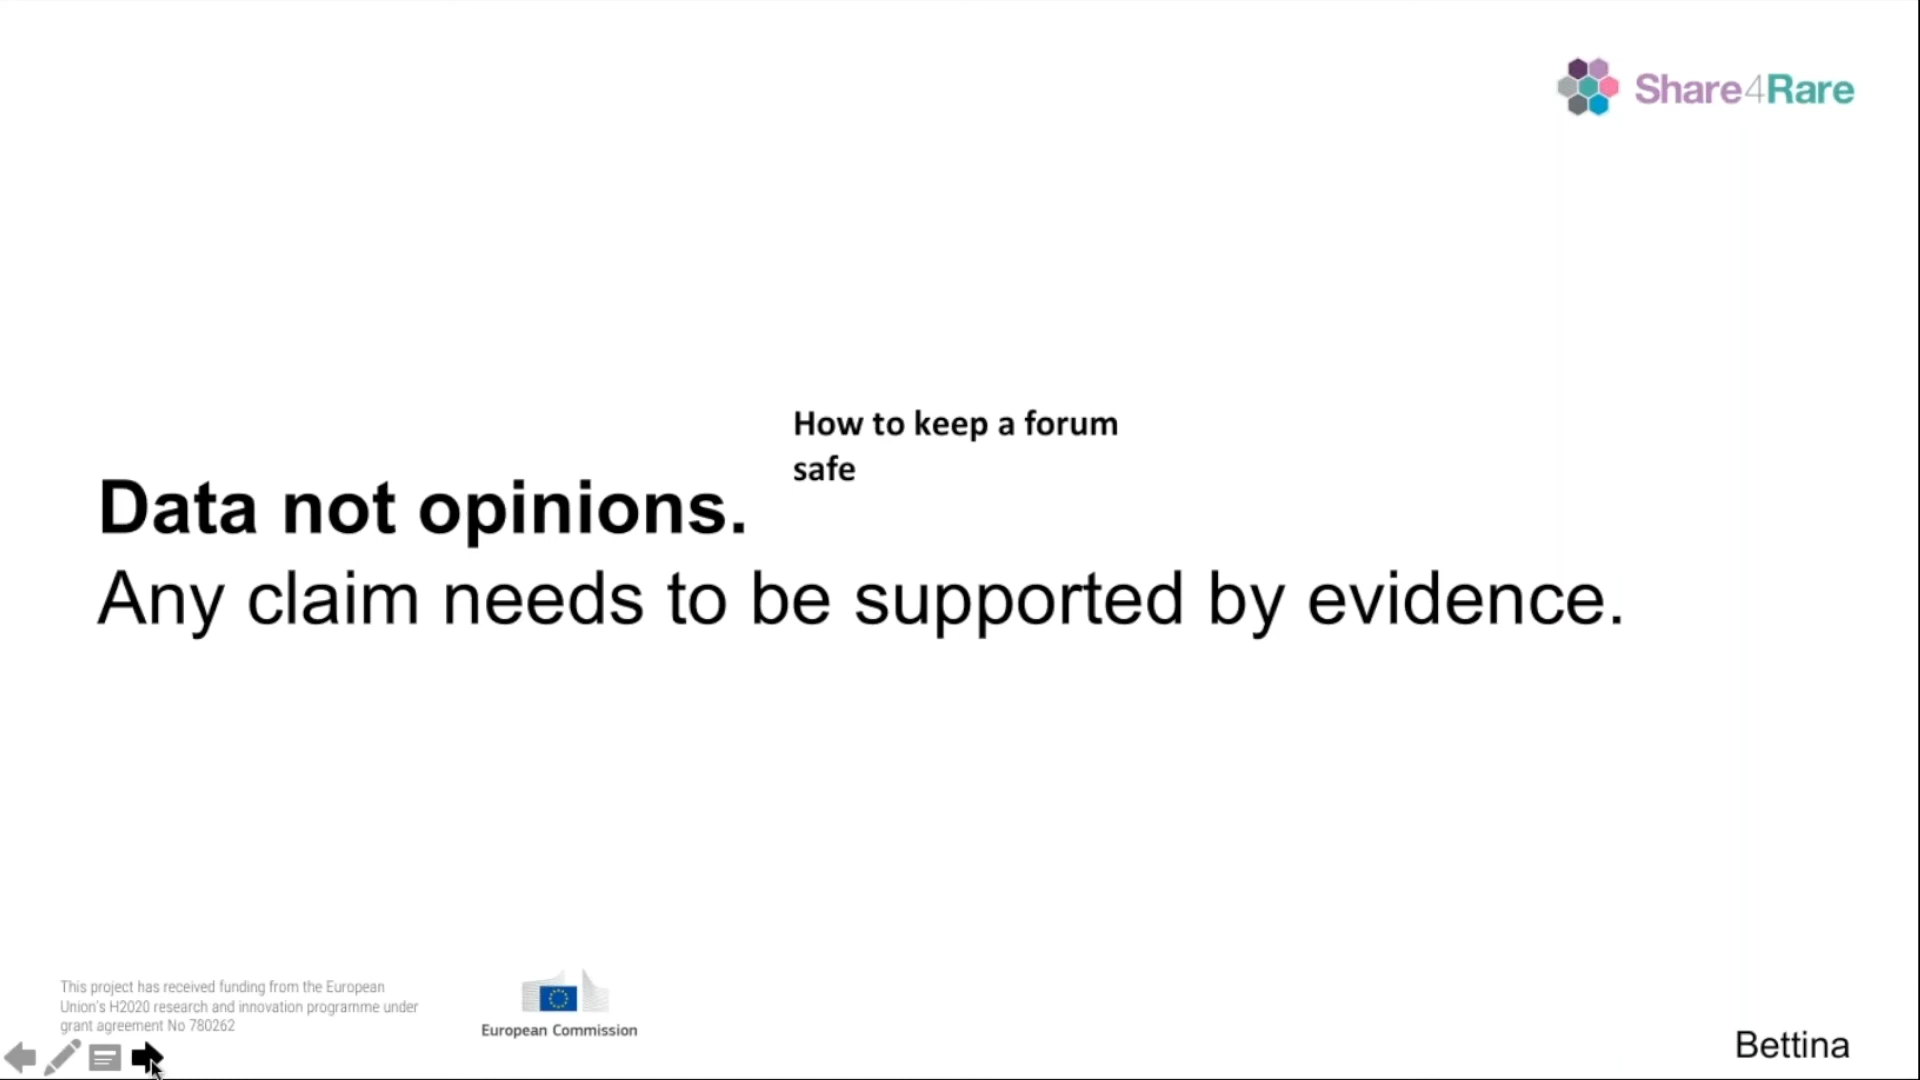 Share4Rare
How to keep a forum
safe
Data not opinions.
Any claim needs to be supported by evidence.
This project has received funding from the European
Union's H2020 research and innovation programme under
grant agreement No 780262
European Commission
Bettina